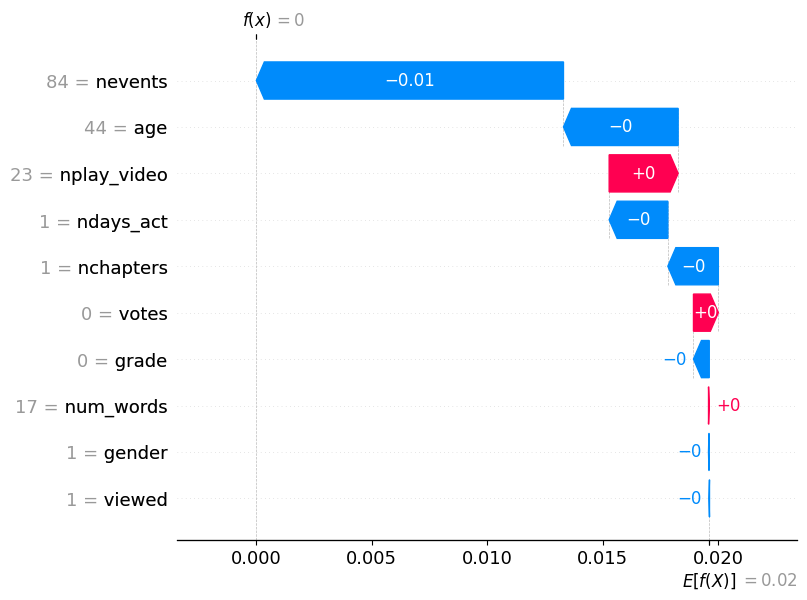 f(x) = 0
84 = nevents −0.01
44 = age −0
23 = nplay_video +0
1 = ndays_act −0
1 = nchapters −0
0 = votes +0
0 = grade −0
17 = num_words +0
1 = gender −0
1 = viewed −0
0.000 0.005 0.010 0.015 0.020
E[f(X)] = 0.02